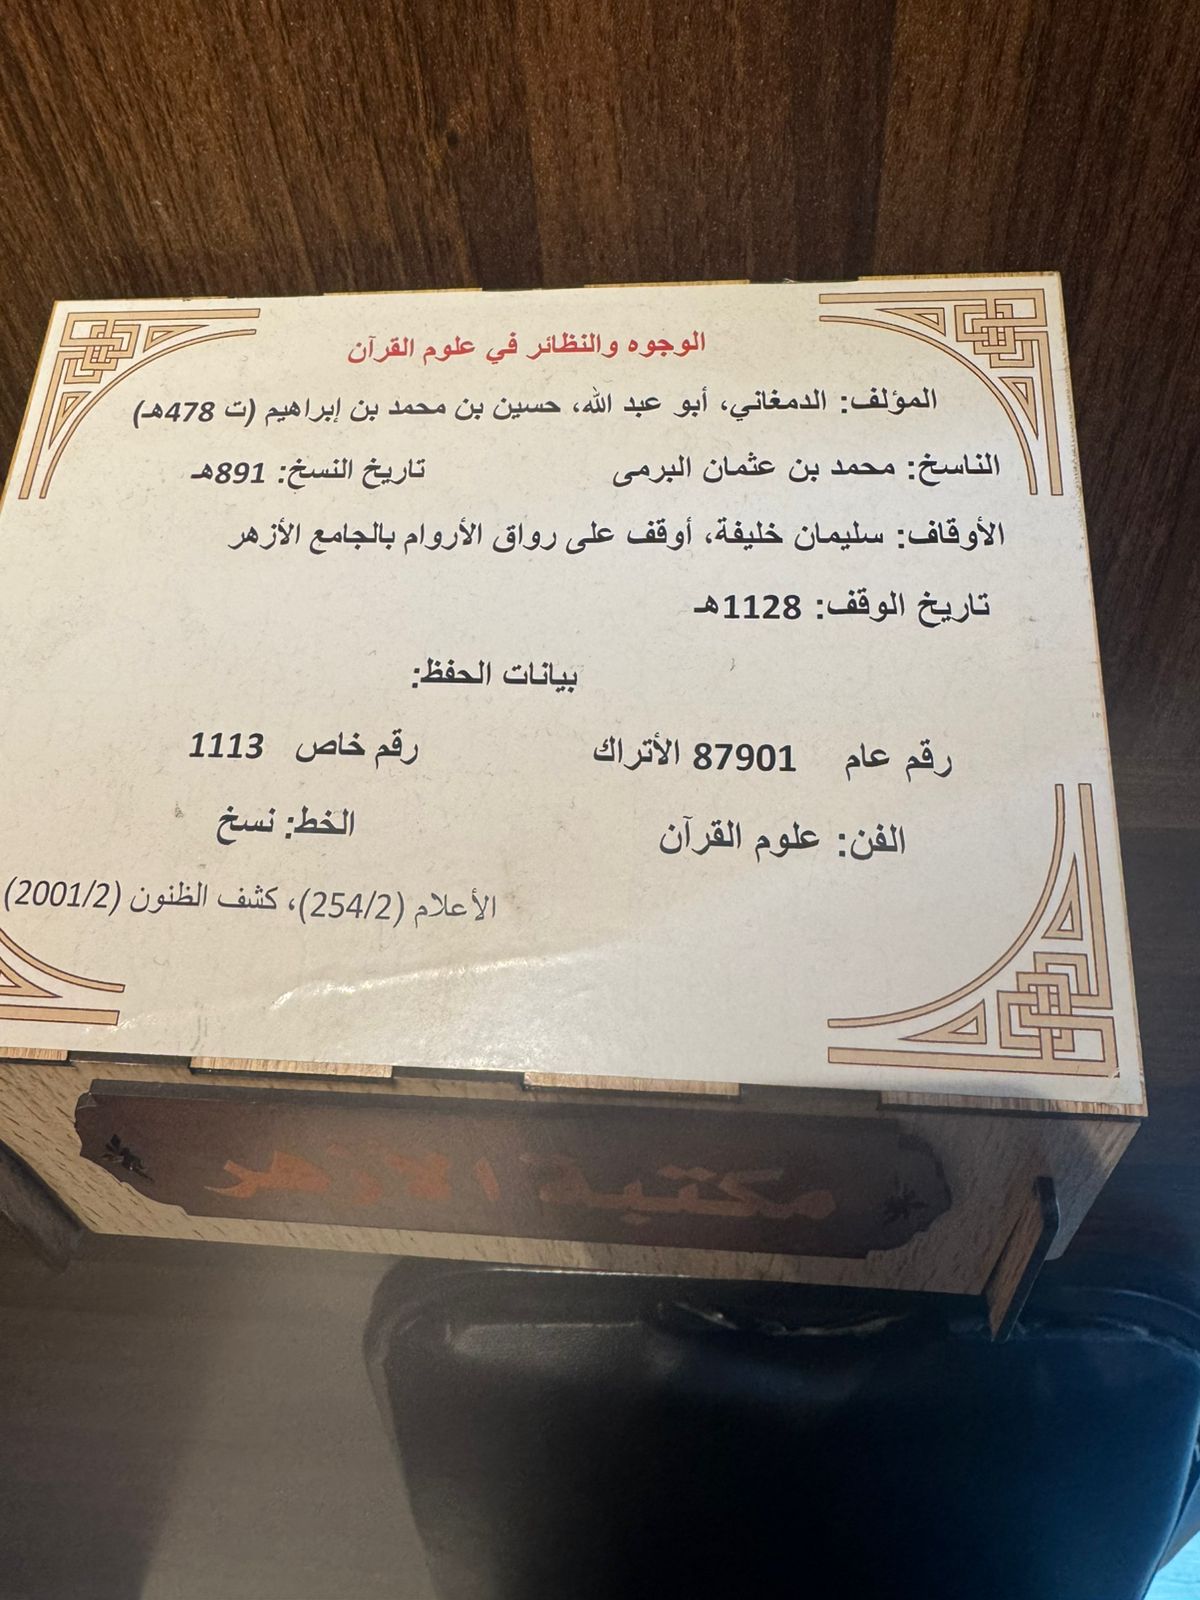 الوجوه والنظائر في علوم القرآن
المؤلف: الدمغاني، أبو عبد الله، حسين بن محمد بن إبراهيم (ت 478هـ)
الناسخ: محمد بن عثمان البرمى تاريخ النسخ: 891هـ
الأوقاف: سليمان خليفة، أوقف على رواق الأروام بالجامع الأزهر
تاريخ الوقف: 1128هـ
بيانات الحفظ:
رقم عام 87901 الأتراك رقم خاص 1113
الفن: علوم القرآن الخط: نسخ
الأعلام (254/2)، كشف الظنون (2001/2)
مكتبة الازهر